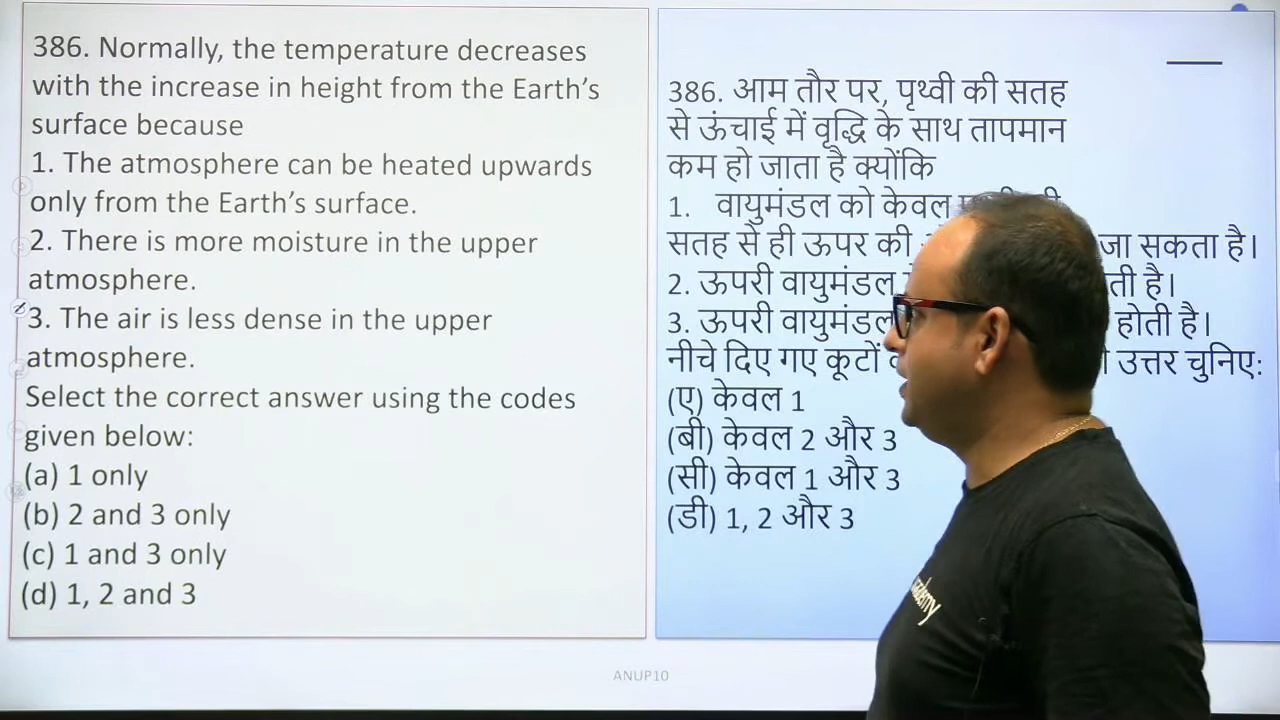 386. Normally, the temperature decreases
with the increase in height from the Earth's
surface because
1. The atmosphere can be heated upwards
only from the Earth's surface.
2. There is more moisture in the upper
atmosphere.
3. The air is less dense in the upper
atmosphere.
Select the correct answer using the codes
given below:
(a) 1 only
(b) 2 and 3 only
(c) 1 and 3 only
(d) 1, 2 and 3
386. आम तौर पर, पृथ्वी की सतह
से ऊंचाई में वृद्धि के साथ तापमान
कम हो जाता है क्योंकि
1. वायुमंडल को केवल
सतह से ही ऊपर की जा सकता है।
2. ऊपरी वायुमंडल है।
3. ऊपरी वायुमंडल होती है।
नीचे दिए गए कूटों उत्तर चुनिए:
(ए) केवल 1
(बी) केवल 2 और 3
(सी) केवल 1 और 3
(डी) 1, 2 और 3
ANUP10